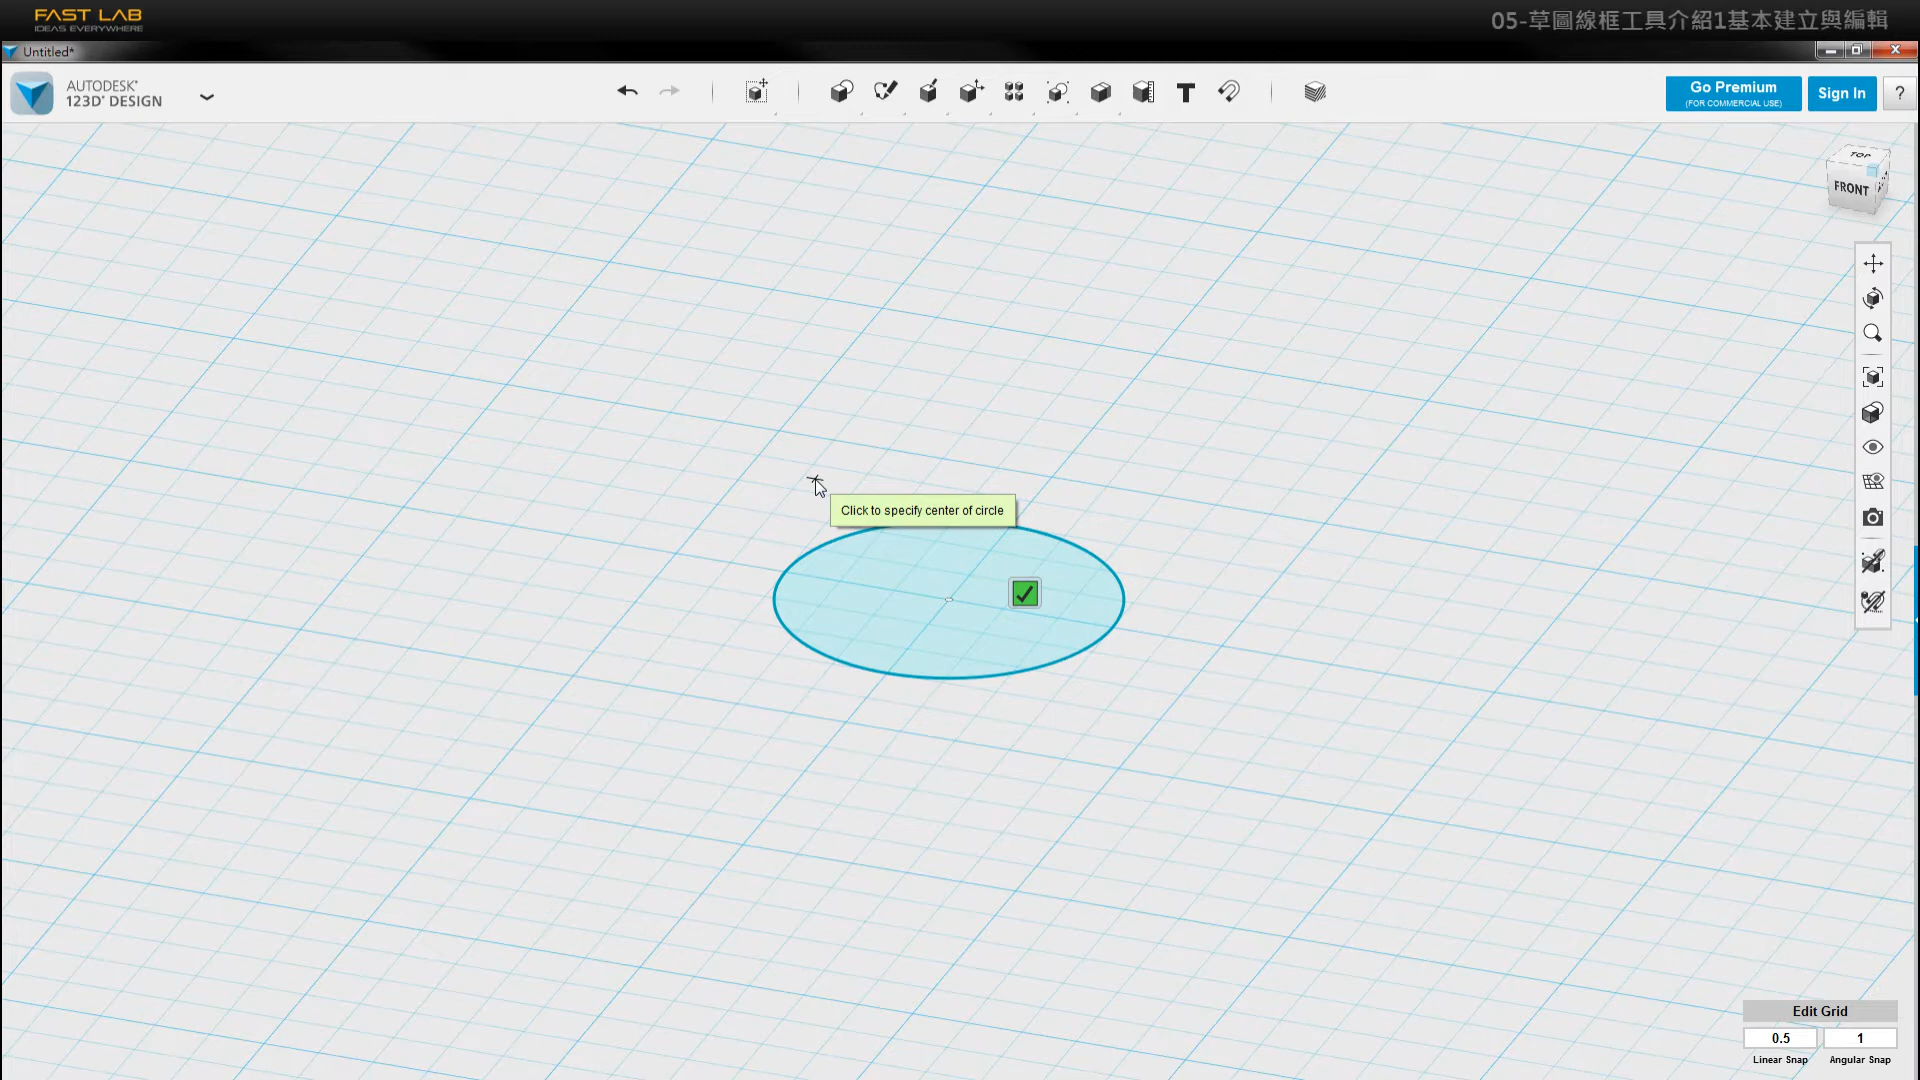 FAST LAB
IDEAS EVERYWHERE
05-草圖線框工具介紹1基本建立與編輯
Untitled*
AUTODESK®
123D® DESIGN
Go Premium
(FOR COMMERCIAL USE)
Sign In
?
TOP
FRONT
Click to specify center of circle
Edit Grid
0.5
1
Linear Snap
Angular Snap